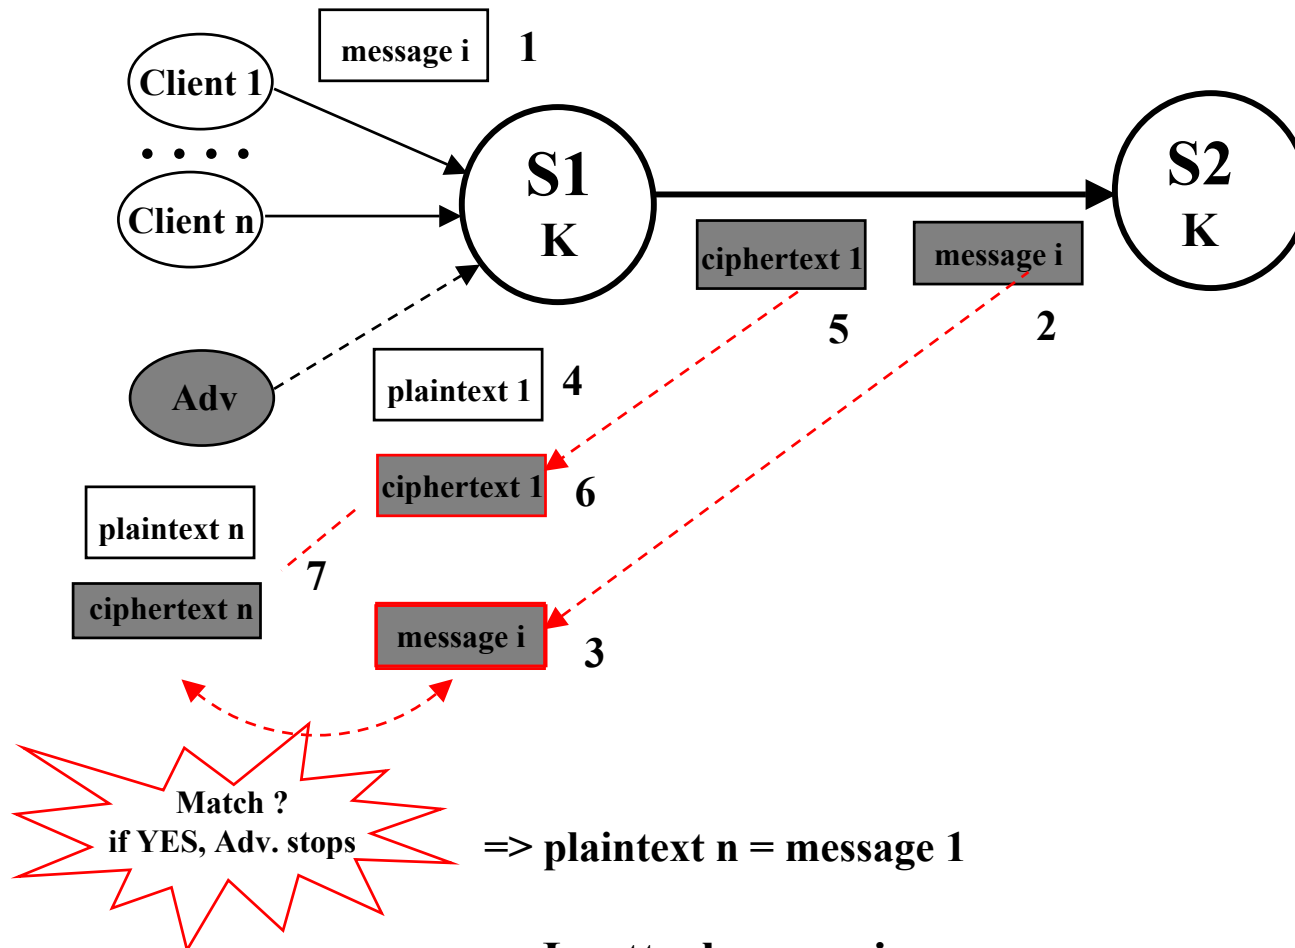 message i 1
Client 1
. . . .
Client n
S1
K
S2
K
ciphertext 1
message i
5
2
Adv
plaintext 1 4
ciphertext 1 6
plaintext n
7
ciphertext n
message i 3
Match ?
if YES, Adv. stops
=> plaintext n = message 1